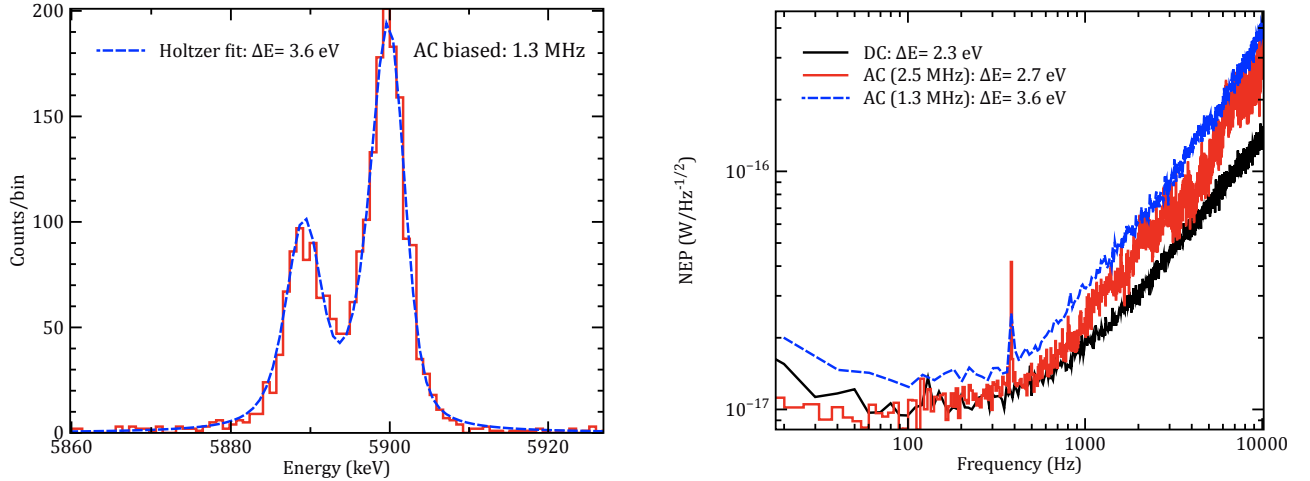 200
150
100
50
0
Counts/bin
Holtzer fit: ΔE= 3.6 eV
AC biased: 1.3 MHz
5860
5880
5900
5920
Energy (keV)
NEP (W/Hz⁻¹ᐟ²)
10⁻¹⁶
10⁻¹⁷
DC: ΔE= 2.3 eV
AC (2.5 MHz): ΔE= 2.7 eV
AC (1.3 MHz): ΔE= 3.6 eV
100
1000
10000
Frequency (Hz)